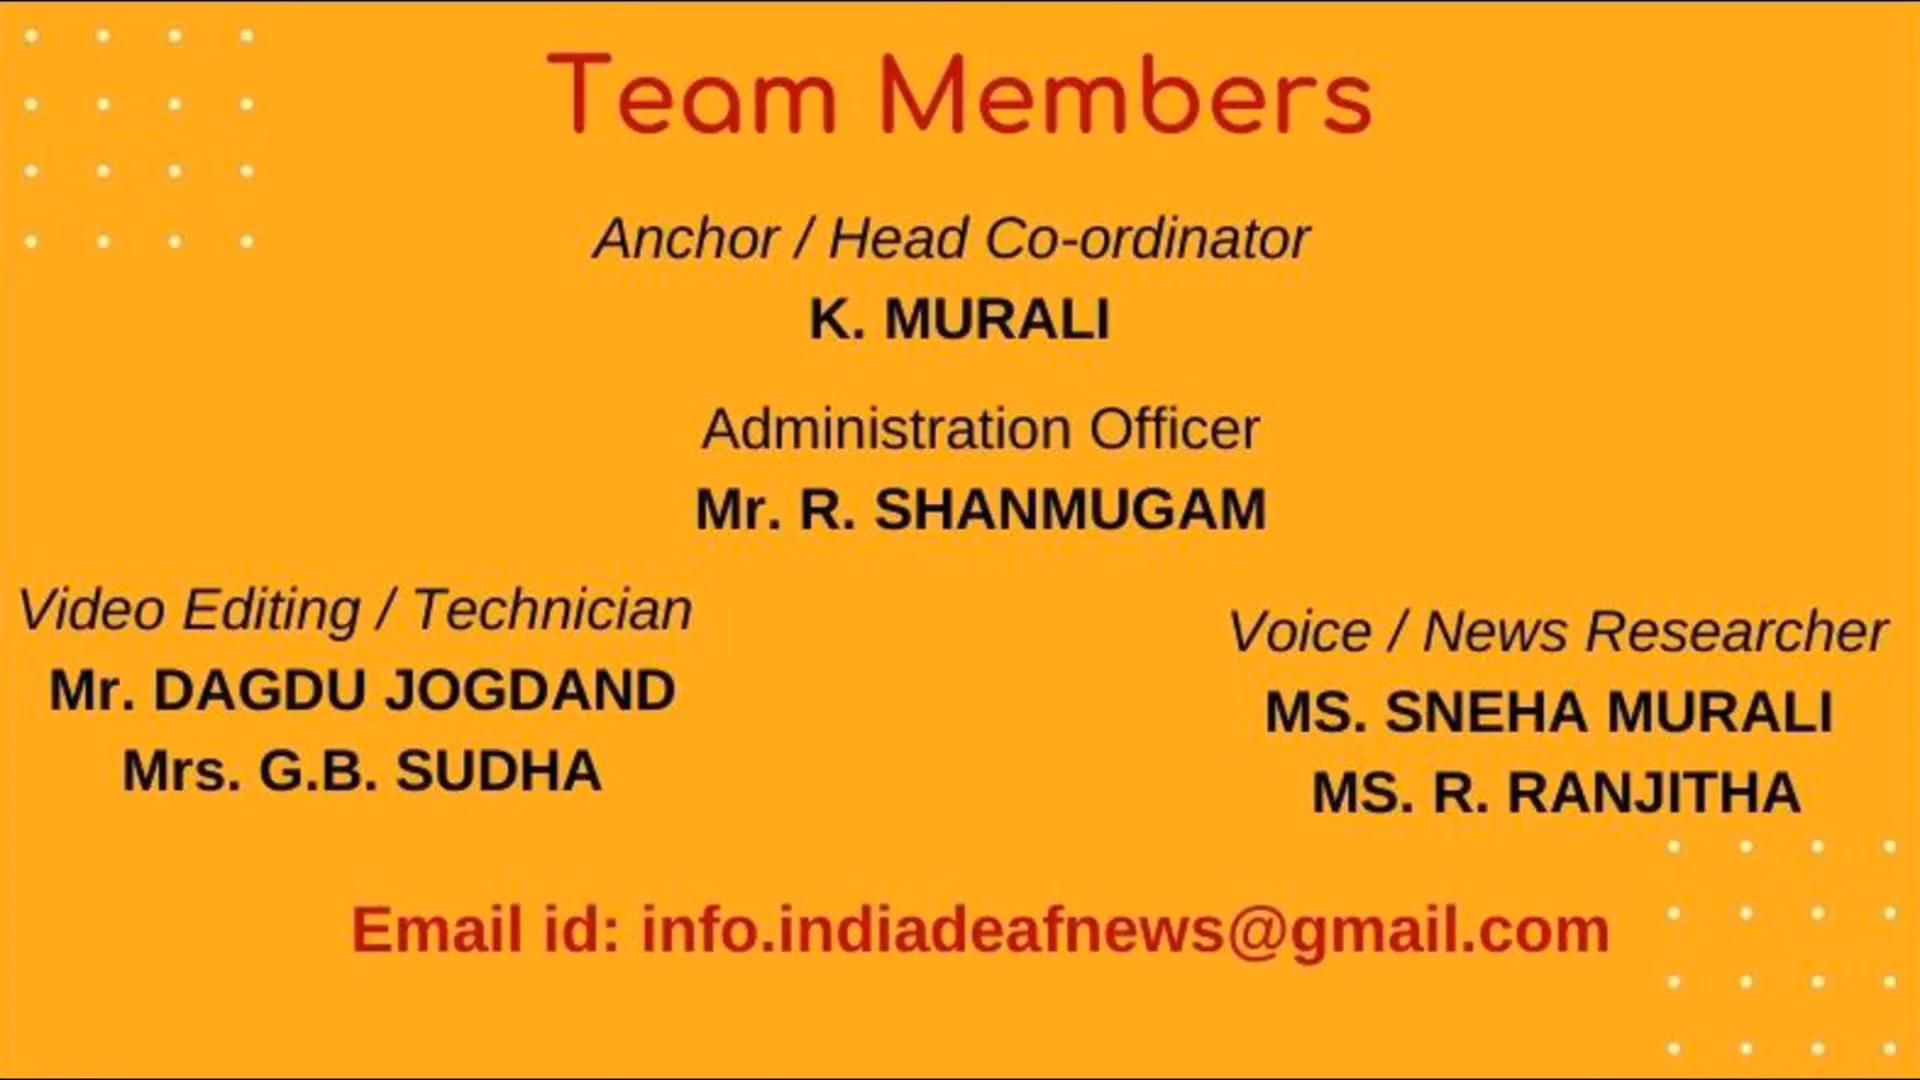 Team Members
Anchor / Head Co-ordinator
K. MURALI
Administration Officer
Mr. R. SHANMUGAM
Video Editing / Technician
Mr. DAGDU JOGDAND
Mrs. G.B. SUDHA
Voice / News Researcher
MS. SNEHA MURALI
MS. R. RANJITHA
Email id: info.indiadeafnews@gmail.com